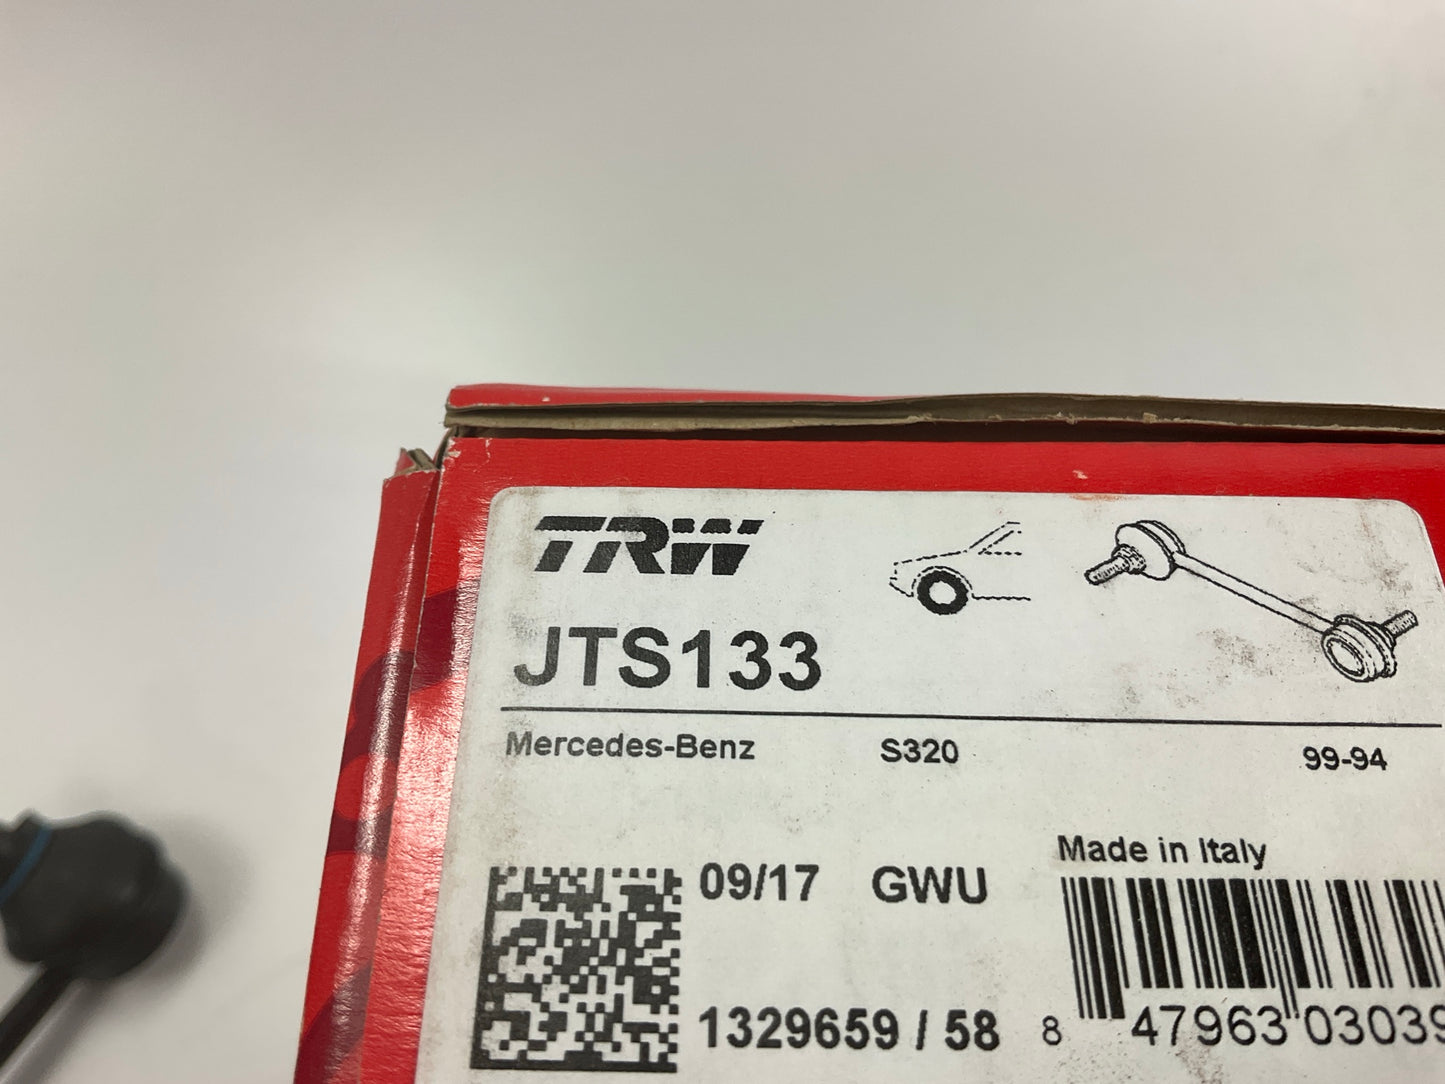 TRW
JTS133
Mercedes-Benz S320 99-94
Made in Italy
09/17 GWU
1329659 / 58
8 47963 03039